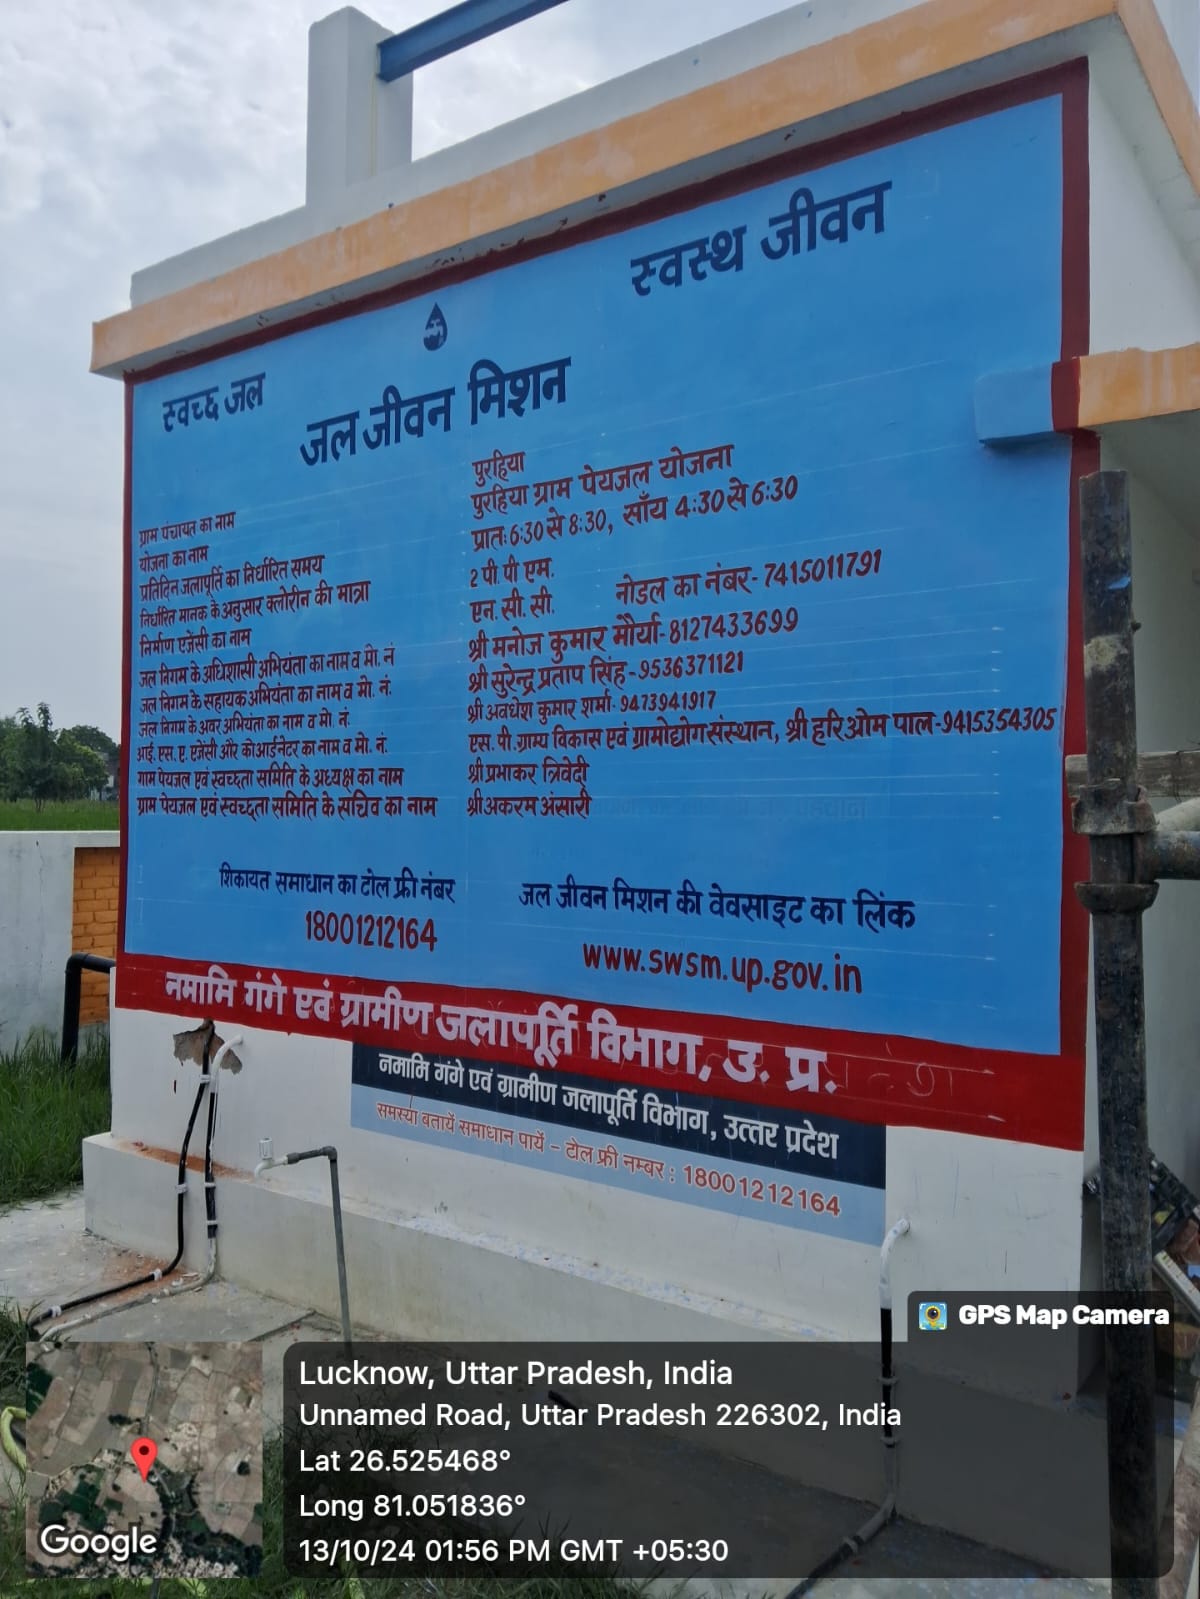 स्वच्छ जल
स्वस्थ जीवन
जल जीवन मिशन
ग्राम पंचायत का नाम पुरहिया
योजना का नाम पुरहिया ग्राम पेयजल योजना
प्रतिदिन जलापूर्ति का निर्धारित समय प्रातः 6:30 से 8:30, साँय 4:30 से 6:30
निर्धारित मानक के अनुसार क्लोरीन की मात्रा 2 पी. पी. एम.
निर्माण एजेंसी का नाम एन. सी. सी. नोडल का नंबर- 7415011791
जल निगम के अधिशासी अभियंता का नाम व मो. नं श्री मनोज कुमार मौर्या- 8127433699
जल निगम के सहायक अभियंता का नाम व मो. नं. श्री सुरेन्द्र प्रताप सिंह-9536371121
जल निगम के अवर अभियंता का नाम व मो. नं. श्री अवधेश कुमार शर्मा- 9473941917
आई. एस. ए. एजेंसी और कोआर्डनेटर का नाम व मो. नं. एस. पी. ग्राम्य विकास एवं ग्रामोद्योग संस्थान, श्री हरिओम पाल-9415354305
गाम पेयजल एवं स्वच्छता समिति के अध्यक्ष का नाम श्री प्रभाकर त्रिवेदी
ग्राम पेयजल एवं स्वच्छता समिति के सचिव का नाम श्री अकरम अंसारी
शिकायत समाधान का टोल फ्री नंबर
18001212164
जल जीवन मिशन की वेवसाइट का लिंक
www.swsm.up.gov.in
नमामि गंगे एवं ग्रामीण जलापूर्ति विभाग, उ. प्र.
नमामि गंगे एवं ग्रामीण जलापूर्ति विभाग, उत्तर प्रदेश
समस्या बतायें समाधान पायें – टोल फ्री नम्बर : 18001212164
GPS Map Camera
Lucknow, Uttar Pradesh, India
Unnamed Road, Uttar Pradesh 226302, India
Lat 26.525468°
Long 81.051836°
13/10/24 01:56 PM GMT +05:30
Google